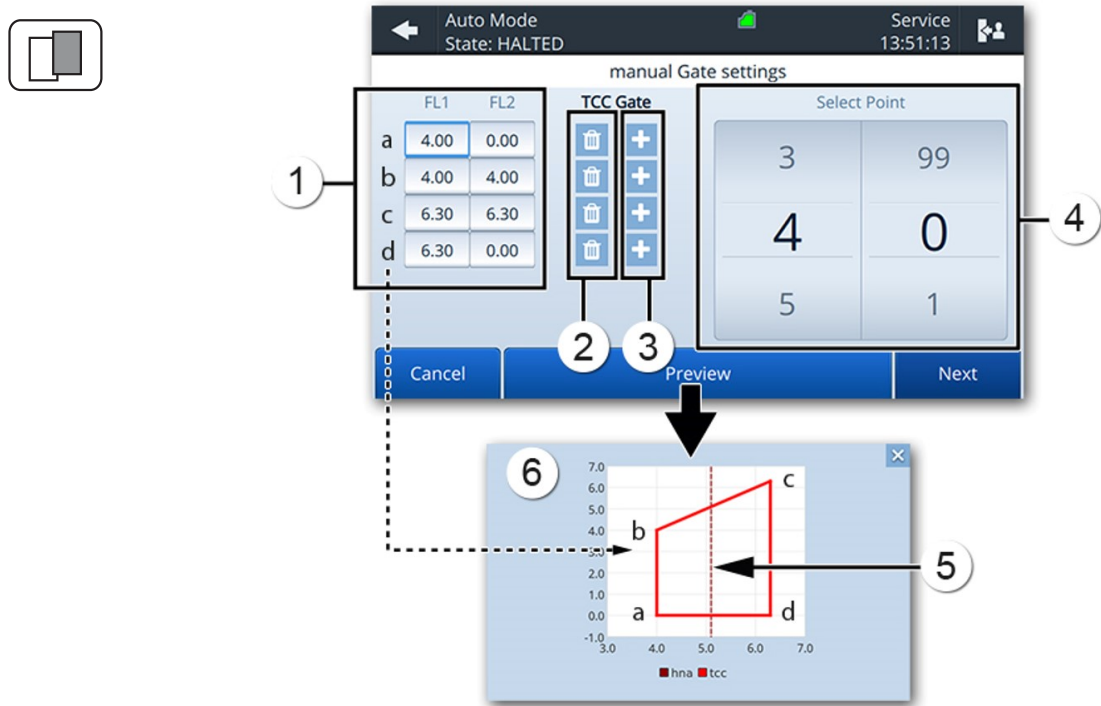 Auto Mode
State: HALTED
Service
13:51:13
manual Gate settings
FL1 FL2
TCC Gate
Select Point
a 4.00 0.00
b 4.00 4.00
c 6.30 6.30
d 6.30 0.00
3 99
4 0
5 1
1
2
3
4
Cancel
Preview
Next
6
7.0
6.0
5.0
4.0
3.0
2.0
1.0
0.0
-1.0
3.0 4.0 5.0 6.0 7.0
a
b
c
d
5
hna tcc